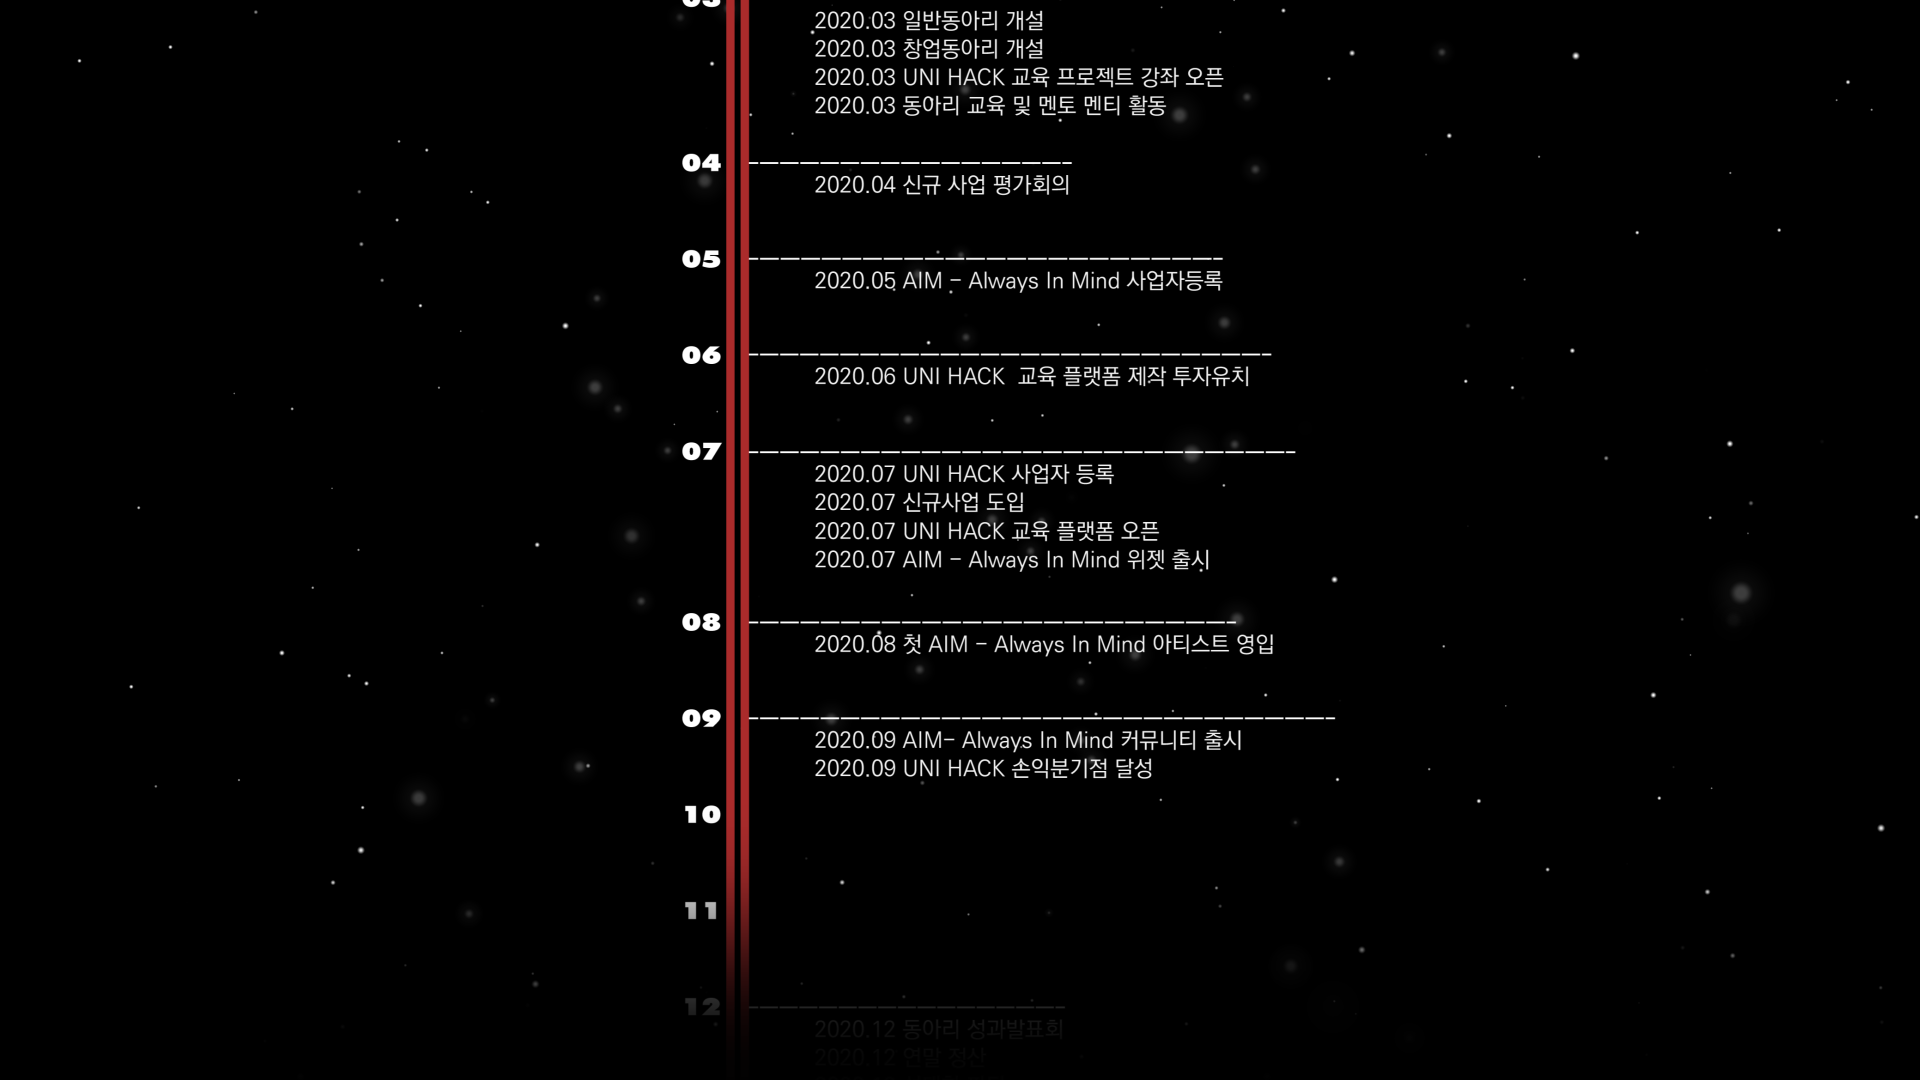 03
2020.03 일반동아리 개설
2020.03 창업동아리 개설
2020.03 UNI HACK 교육 프로젝트 강좌 오픈
2020.03 동아리 교육 및 멘토 멘티 활동
04
2020.04 신규 사업 평가회의
05
2020.05 AIM - Always In Mind 사업자등록
06
2020.06 UNI HACK 교육 플랫폼 제작 투자유치
07
2020.07 UNI HACK 사업자 등록
2020.07 신규사업 도입
2020.07 UNI HACK 교육 플랫폼 오픈
2020.07 AIM - Always In Mind 위젯 출시
08
2020.08 첫 AIM - Always In Mind 아티스트 영입
09
2020.09 AIM- Always In Mind 커뮤니티 출시
2020.09 UNI HACK 손익분기점 달성
10
11
12
2020.12 동아리 성과발표회
2020.12 연말 정산